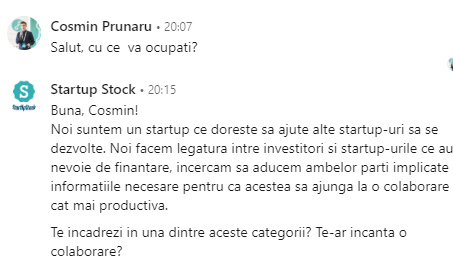 Cosmin Prunaru • 20:07
Salut, cu ce va ocupati?
Startup Stock • 20:15
S
StartUpStock
Buna, Cosmin!
Noi suntem un startup ce doreste sa ajute alte startup-uri sa se
dezvolte. Noi facem legatura intre investitori si startup-urile ce au
nevoie de finantare, incercam sa aducem ambelor parti implicate
informatiile necesare pentru ca acestea sa ajunga la o colaborare
cat mai productiva.
Te incadrezi in una dintre aceste categorii? Te-ar incanta o
colaborare?